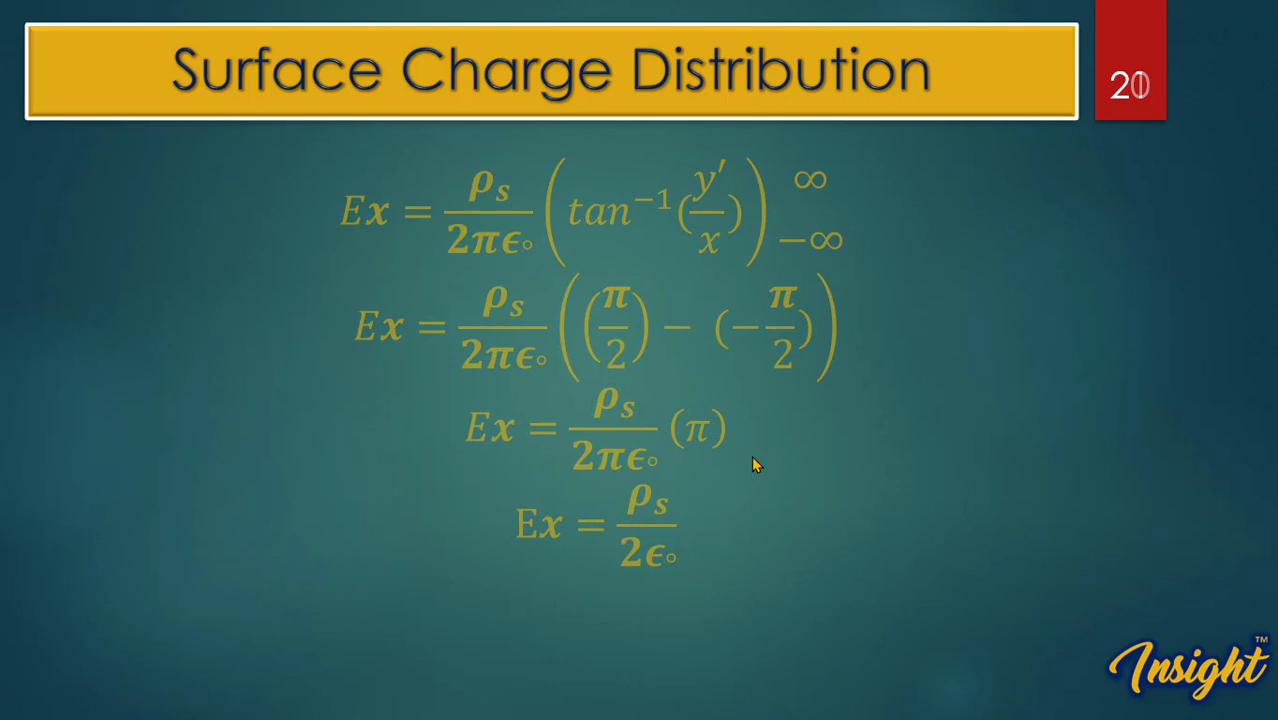 Surface Charge Distribution
Ex = ρₛ/2πϵ∘ (tan⁻¹(y′/x)) ∞ −∞
Ex = ρₛ/2πϵ∘ ((π/2) − (−π/2))
Ex = ρₛ/2πϵ∘ (π)
Ex = ρₛ/2ϵ∘
Insight™